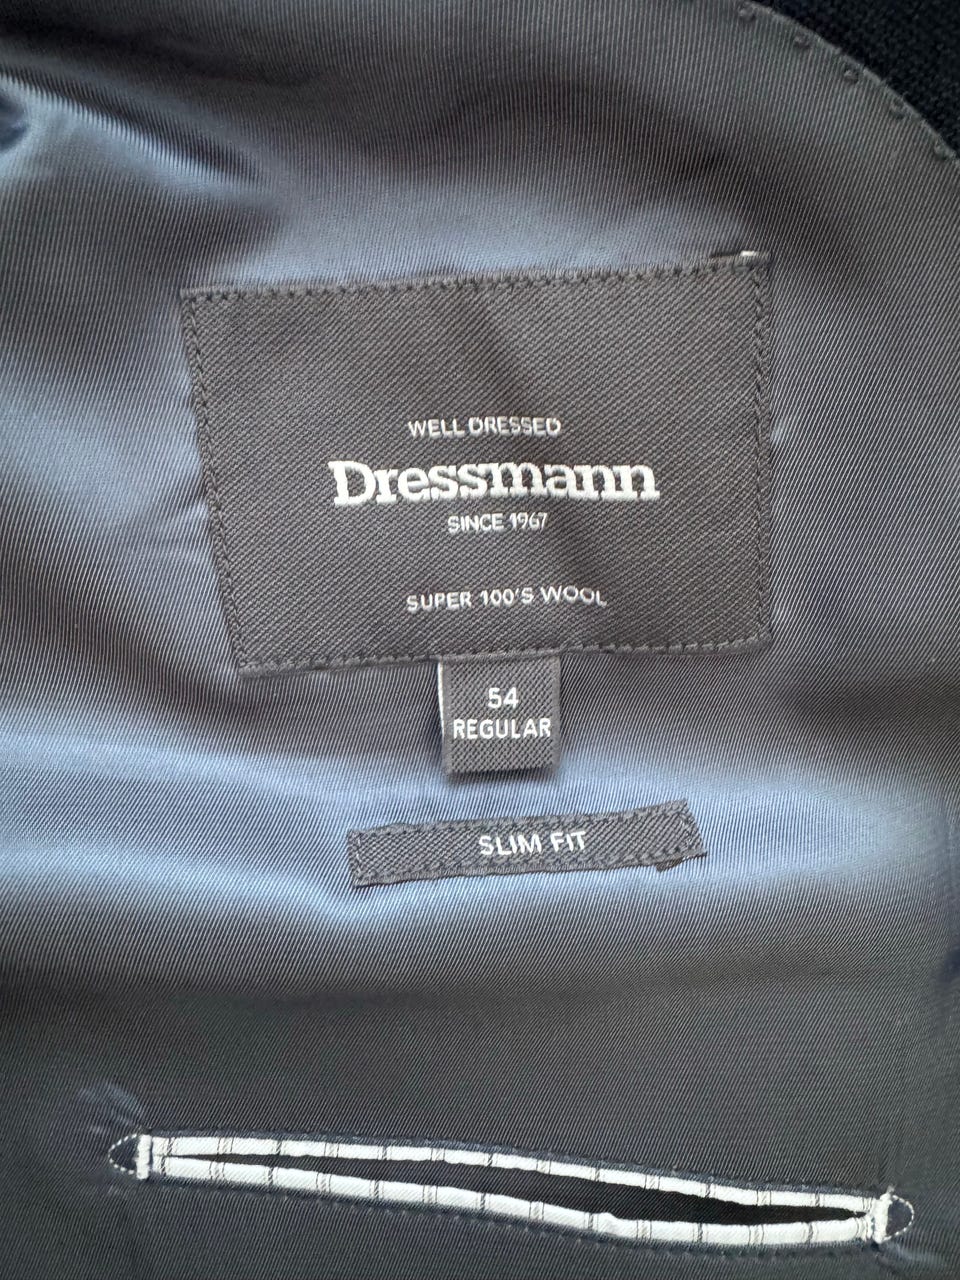 WELL DRESSED
Dressmann
SINCE 1967
SUPER 100'S WOOL
54
REGULAR
SLIM FIT